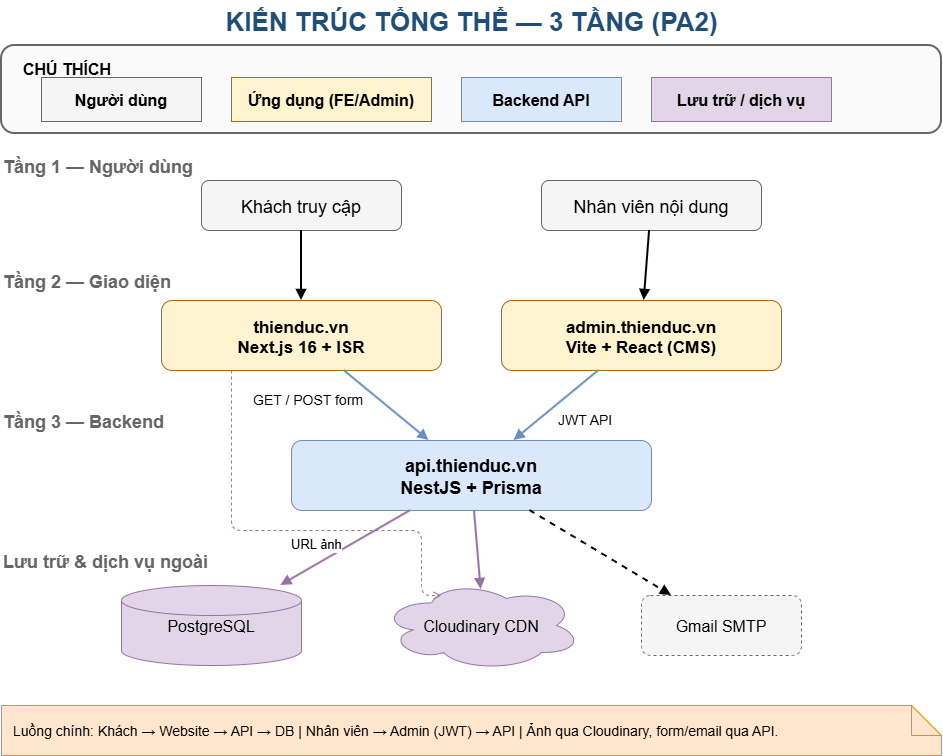 KIẾN TRÚC TỔNG THỂ — 3 TẦNG (PA2)
CHÚ THÍCH
Người dùng
Ứng dụng (FE/Admin)
Backend API
Lưu trữ / dịch vụ
Tầng 1 — Người dùng
Khách truy cập
Nhân viên nội dung
Tầng 2 — Giao diện
thienduc.vn
Next.js 16 + ISR
admin.thienduc.vn
Vite + React (CMS)
GET / POST form
JWT API
Tầng 3 — Backend
api.thienduc.vn
NestJS + Prisma
URL ảnh
Lưu trữ & dịch vụ ngoài
PostgreSQL
Cloudinary CDN
Gmail SMTP
Luồng chính: Khách → Website → API → DB | Nhân viên → Admin (JWT) → API | Ảnh qua Cloudinary, form/email qua API.